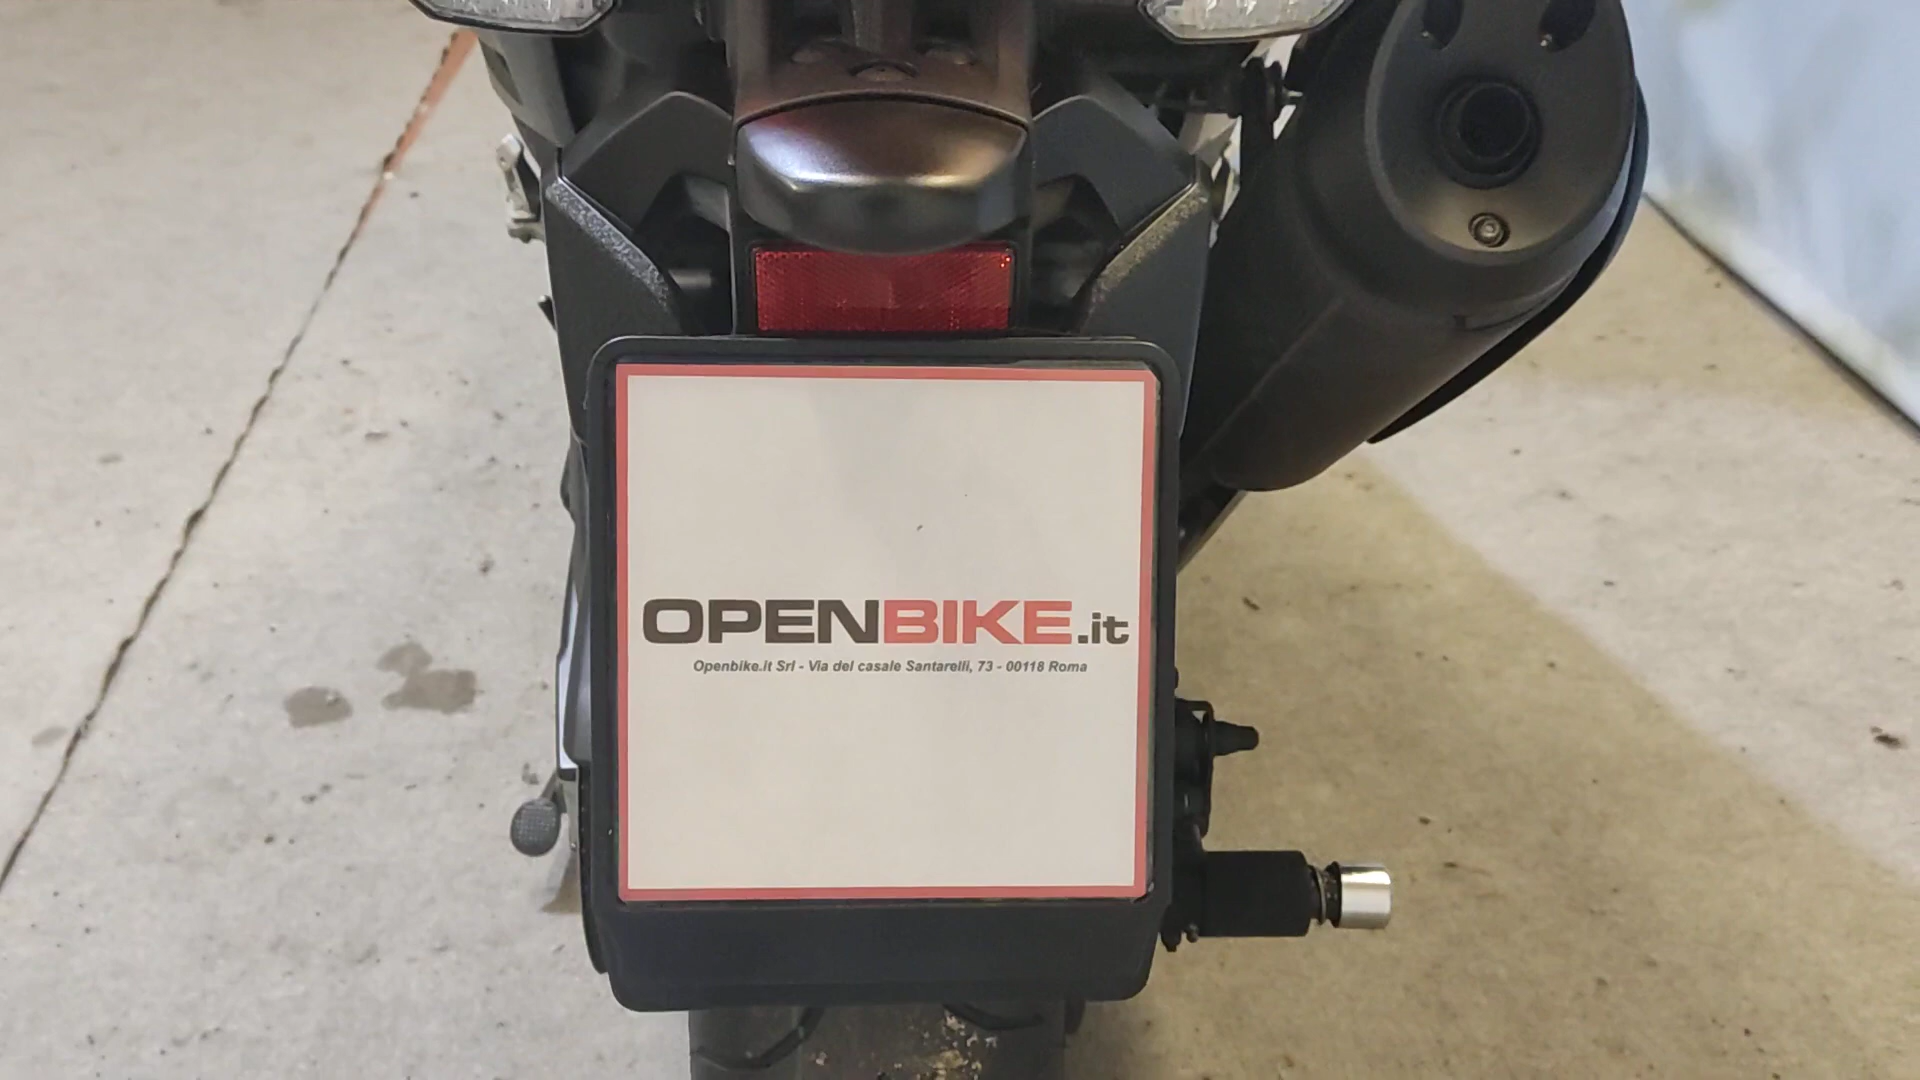 OPENBIKE.it
Openbike.it Srl - Via del casale Santarelli, 73 - 00118 Roma